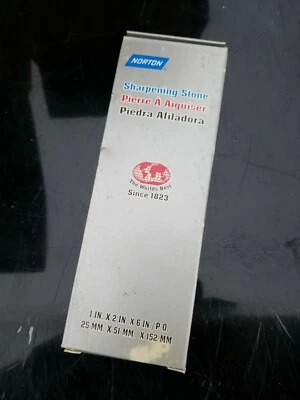 NORTON
Sharpening Stone
Pierre A Aiguiser
Piedra Afiladora
The Worlds Best
Since 1823
1 IN. X 2 IN. X 6 IN./P.O.
25 MM X 51 MM X 152 MM